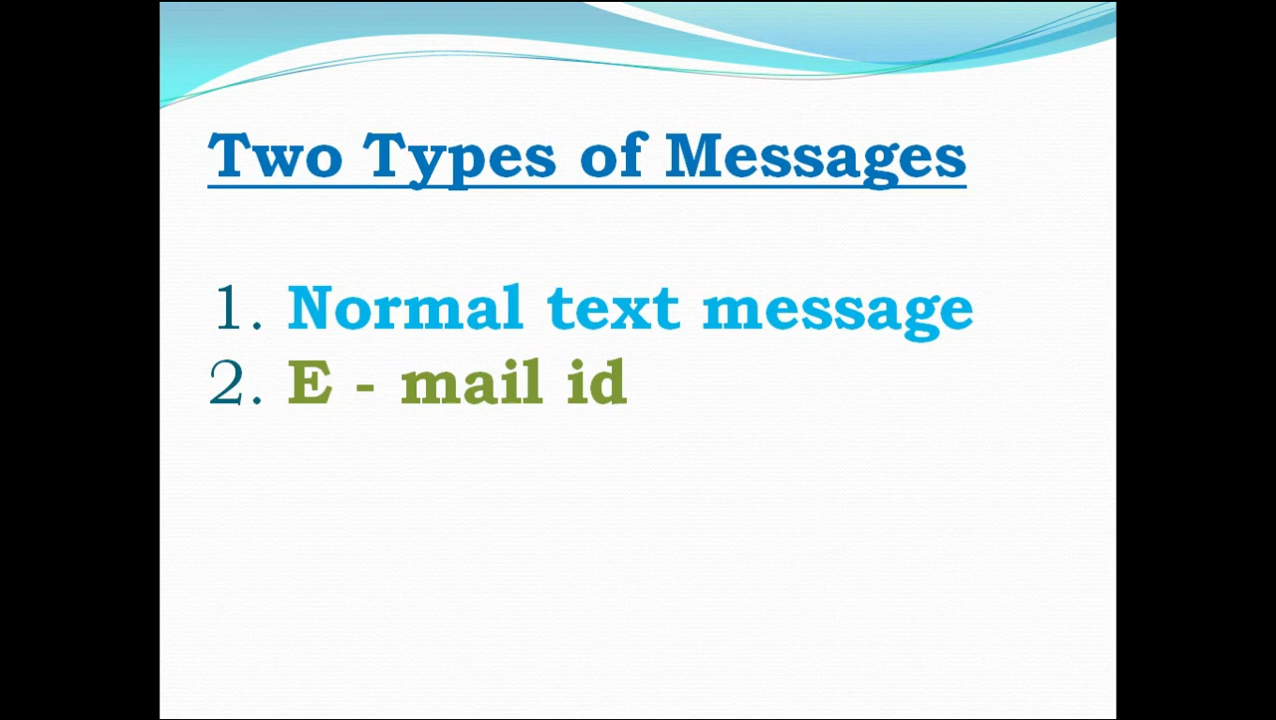 Two Types of Messages
1. Normal text message
2. E - mail id